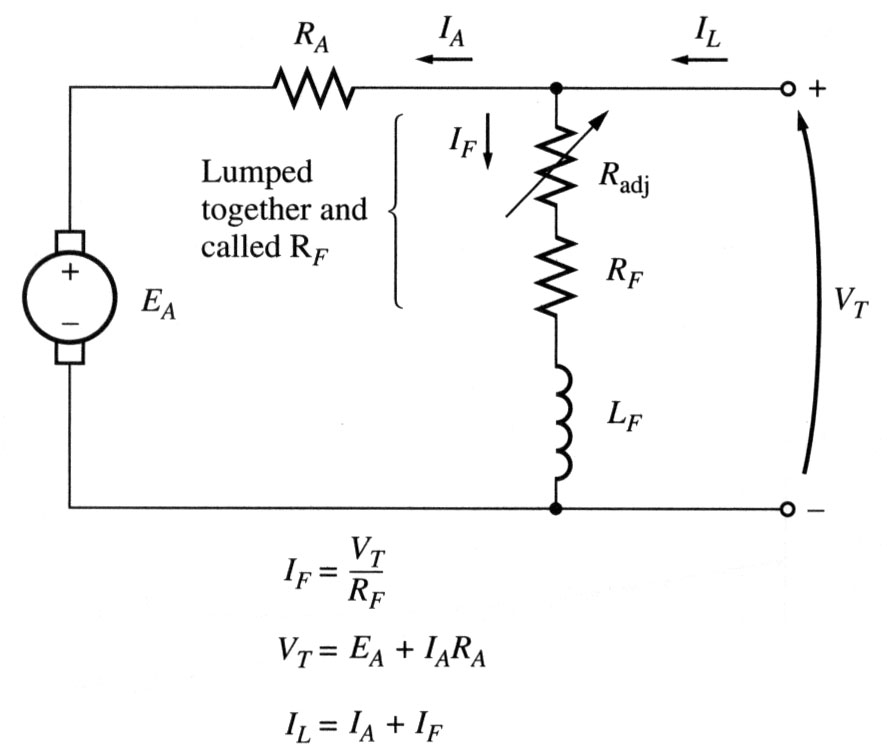 R_A
I_A
I_L
+
I_F
R_adj
Lumped
together and
called R_F
R_F
+
−
E_A
V_T
L_F
−
I_F = V_T / R_F
V_T = E_A + I_A R_A
I_L = I_A + I_F